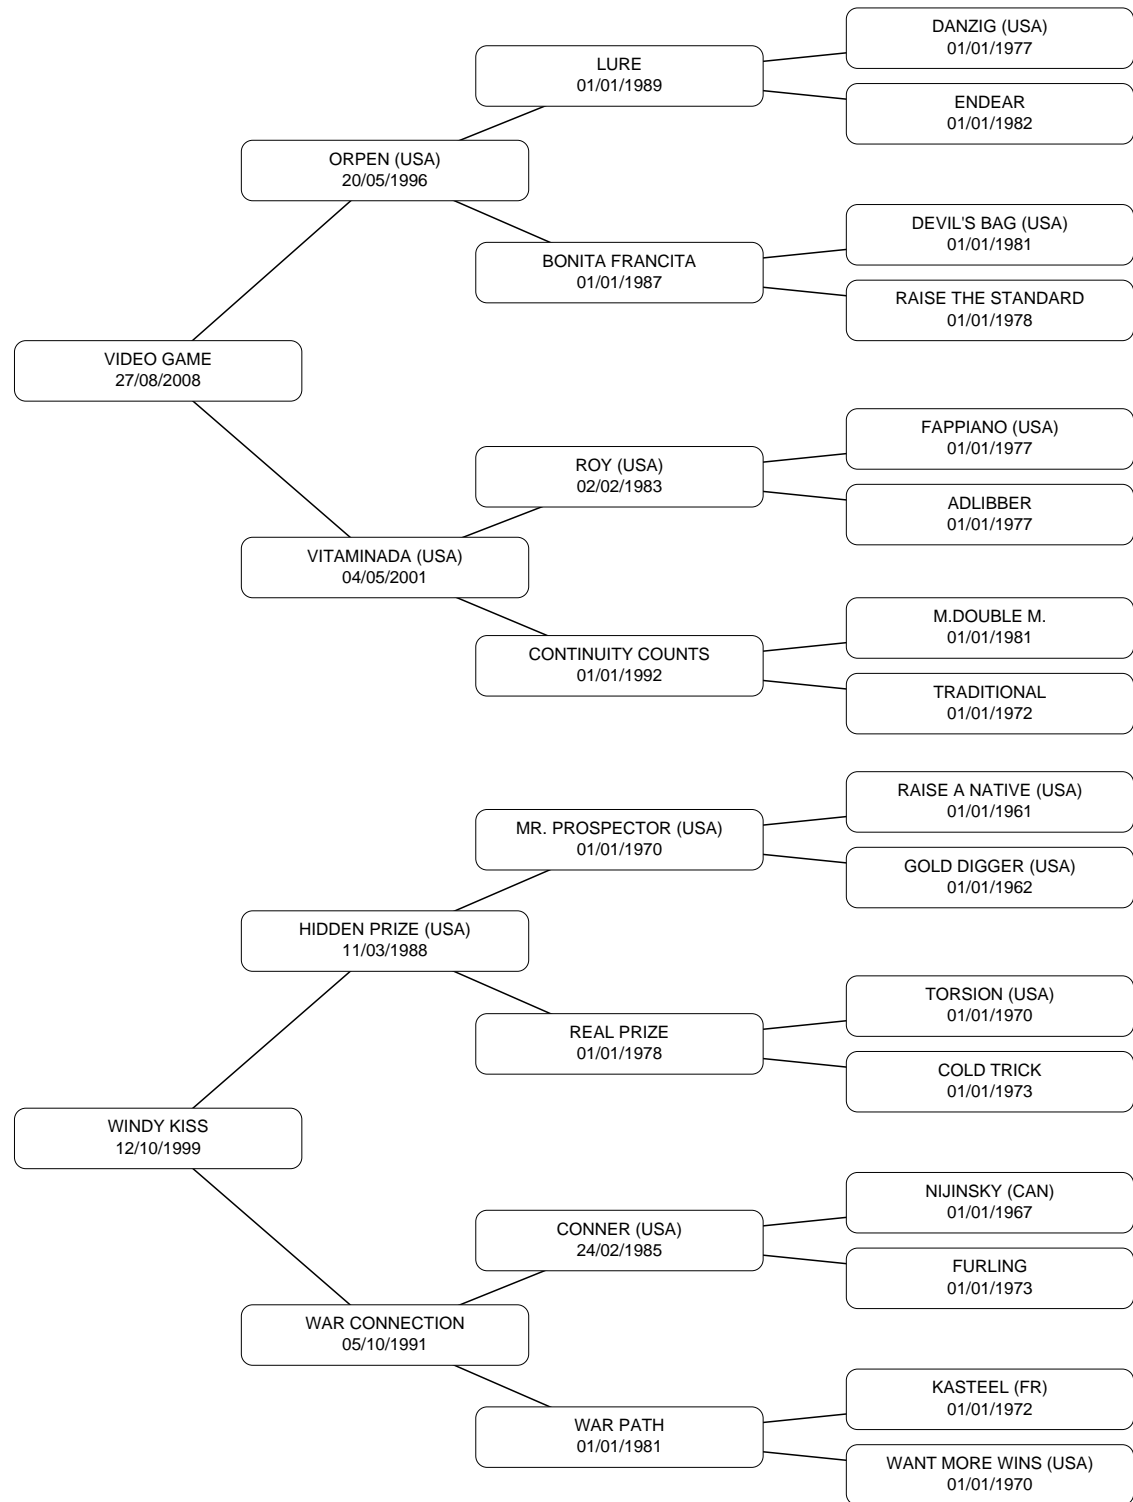 DANZIG (USA)
01/01/1977
LURE
01/01/1989
ENDEAR
01/01/1982
ORPEN (USA)
20/05/1996
DEVIL'S BAG (USA)
01/01/1981
BONITA FRANCITA
01/01/1987
RAISE THE STANDARD
01/01/1978
VIDEO GAME
27/08/2008
FAPPIANO (USA)
01/01/1977
ROY (USA)
02/02/1983
ADLIBBER
01/01/1977
VITAMINADA (USA)
04/05/2001
M.DOUBLE M.
01/01/1981
CONTINUITY COUNTS
01/01/1992
TRADITIONAL
01/01/1972
RAISE A NATIVE (USA)
01/01/1961
MR. PROSPECTOR (USA)
01/01/1970
GOLD DIGGER (USA)
01/01/1962
HIDDEN PRIZE (USA)
11/03/1988
TORSION (USA)
01/01/1970
REAL PRIZE
01/01/1978
COLD TRICK
01/01/1973
WINDY KISS
12/10/1999
NIJINSKY (CAN)
01/01/1967
CONNER (USA)
24/02/1985
FURLING
01/01/1973
WAR CONNECTION
05/10/1991
KASTEEL (FR)
01/01/1972
WAR PATH
01/01/1981
WANT MORE WINS (USA)
01/01/1970